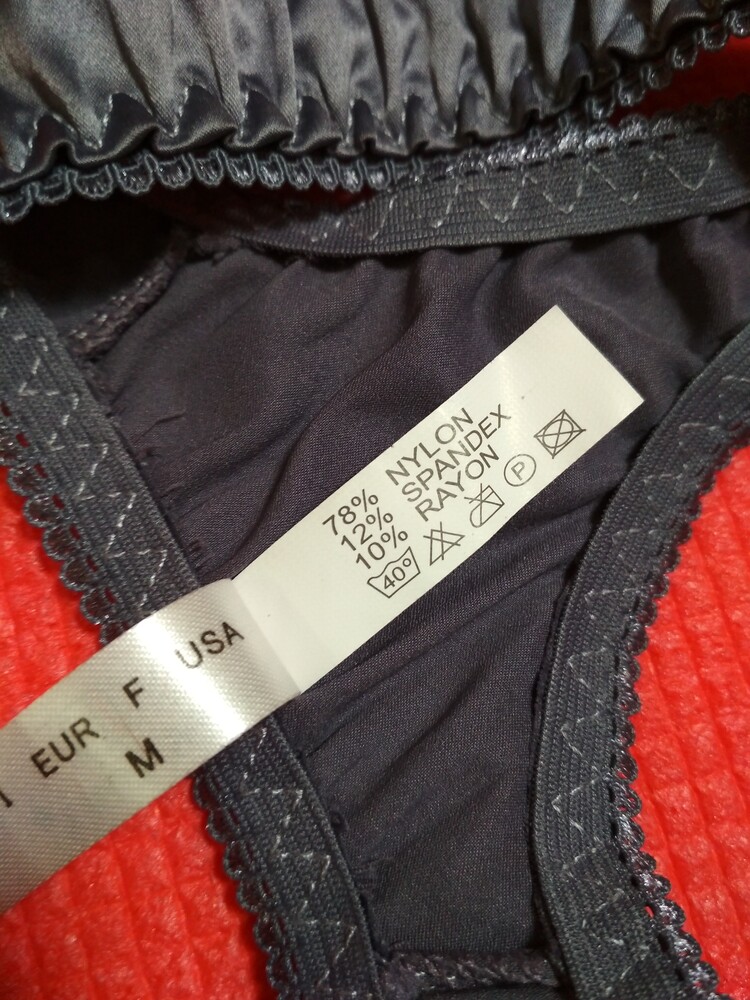 78% NYLON
12% SPANDEX
10% RAYON
40° P
EUR F USA
M